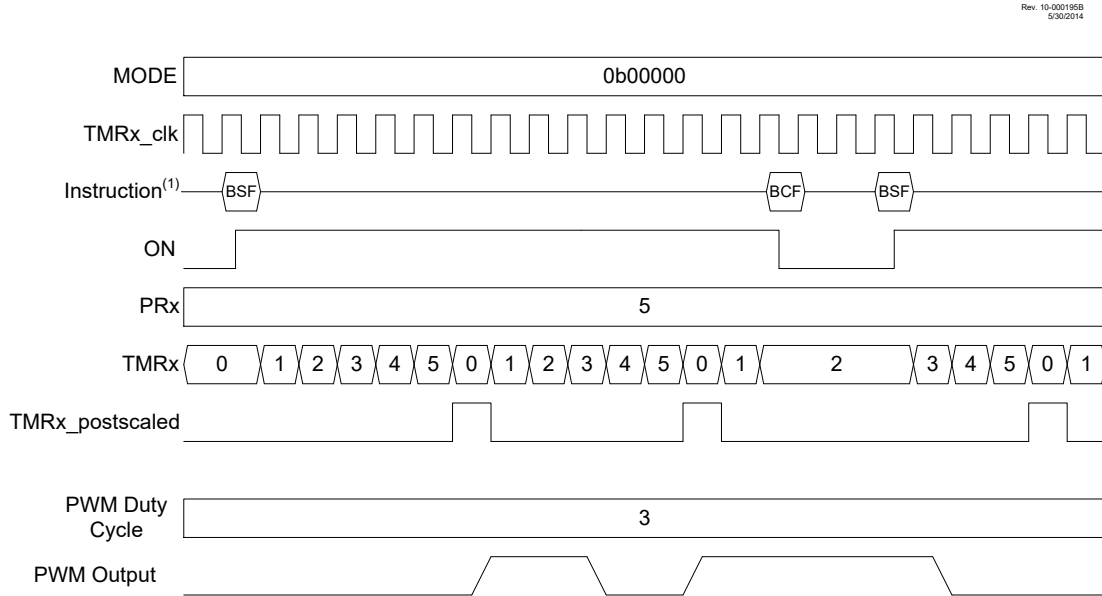 Rev. 10-000195B
5/30/2014
MODE 0b00000
TMRx_clk
Instruction(1) BSF BCF BSF
ON
PRx 5
TMRx 0 1 2 3 4 5 0 1 2 3 4 5 0 1 2 3 4 5 0 1
TMRx_postscaled
PWM Duty
Cycle 3
PWM Output